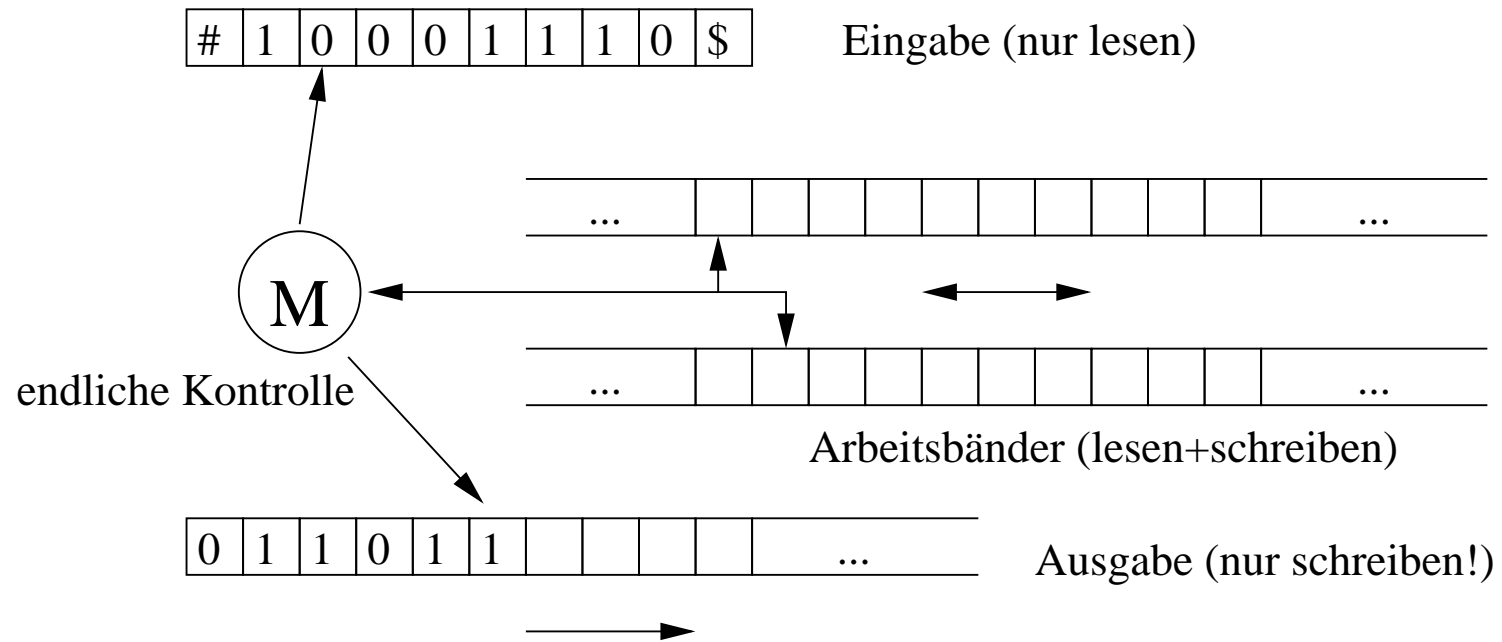 # 1 0 0 0 1 1 1 0 $ Eingabe (nur lesen)
... ...
M
... ...
endliche Kontrolle
Arbeitsbänder (lesen+schreiben)
0 1 1 0 1 1 ... Ausgabe (nur schreiben!)